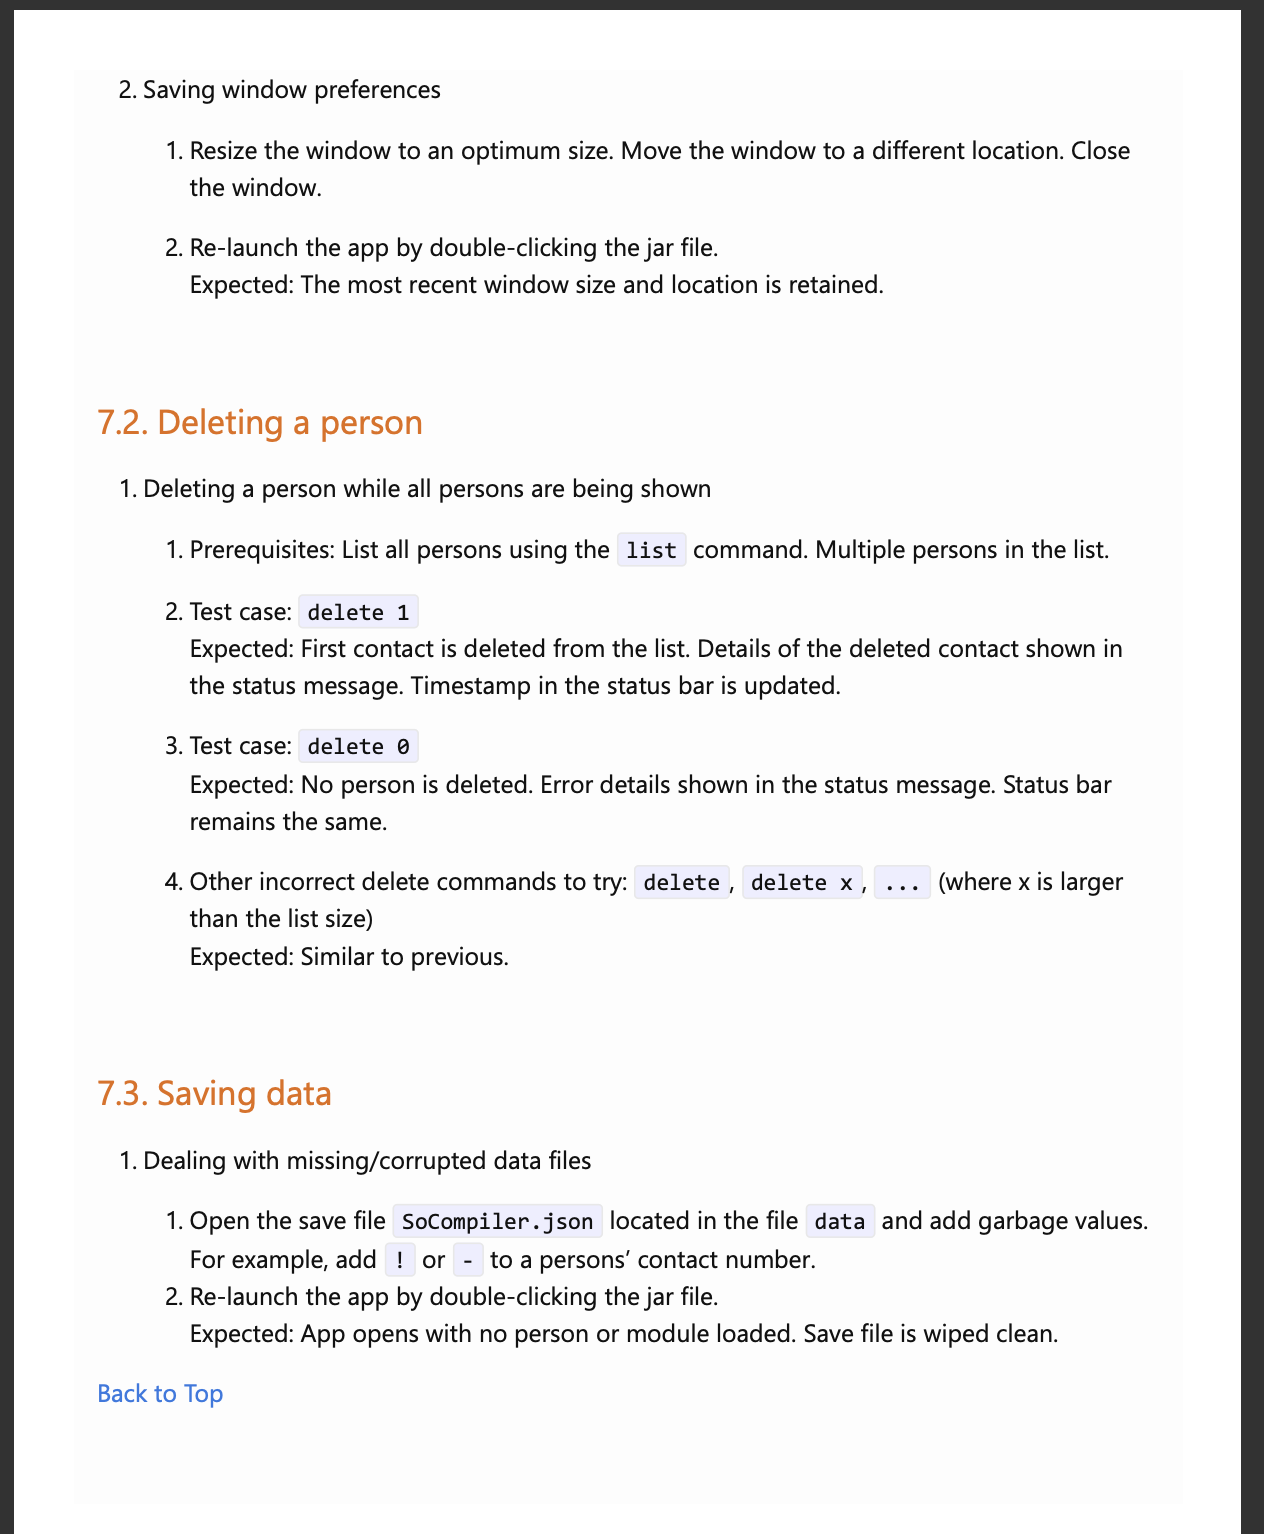 2. Saving window preferences
1. Resize the window to an optimum size. Move the window to a different location. Close
the window.
2. Re-launch the app by double-clicking the jar file.
Expected: The most recent window size and location is retained.
7.2. Deleting a person
1. Deleting a person while all persons are being shown
1. Prerequisites: List all persons using the list command. Multiple persons in the list.
2. Test case: delete 1
Expected: First contact is deleted from the list. Details of the deleted contact shown in
the status message. Timestamp in the status bar is updated.
3. Test case: delete 0
Expected: No person is deleted. Error details shown in the status message. Status bar
remains the same.
4. Other incorrect delete commands to try: delete, delete x, ... (where x is larger
than the list size)
Expected: Similar to previous.
7.3. Saving data
1. Dealing with missing/corrupted data files
1. Open the save file SoCompiler.json located in the file data and add garbage values.
For example, add ! or - to a persons’ contact number.
2. Re-launch the app by double-clicking the jar file.
Expected: App opens with no person or module loaded. Save file is wiped clean.
Back to Top